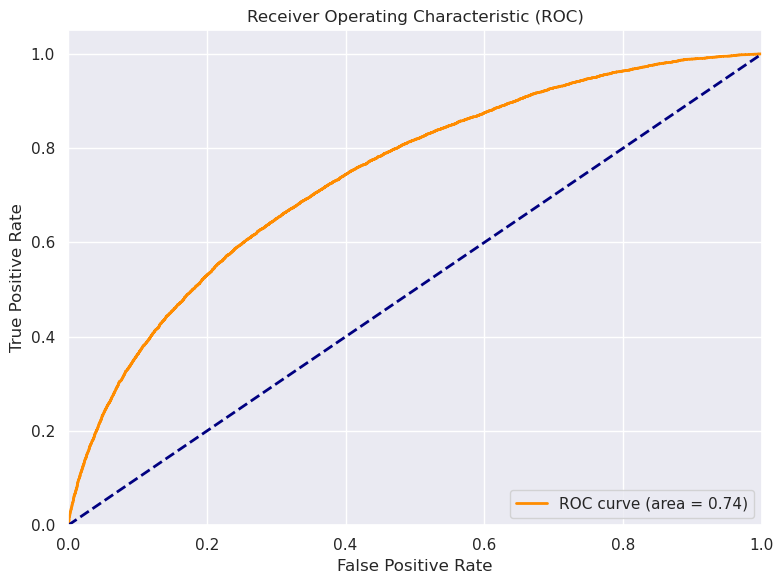 Receiver Operating Characteristic (ROC)
True Positive Rate
1.0
0.8
0.6
0.4
0.2
0.0
ROC curve (area = 0.74)
0.0 0.2 0.4 0.6 0.8 1.0
False Positive Rate